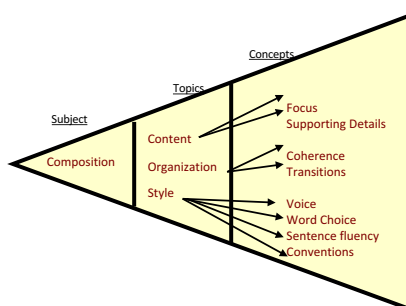 Concepts
Topics
Subject
Focus
Supporting Details
Content
Composition
Organization
Coherence
Transitions
Style
Voice
Word Choice
Sentence fluency
Conventions